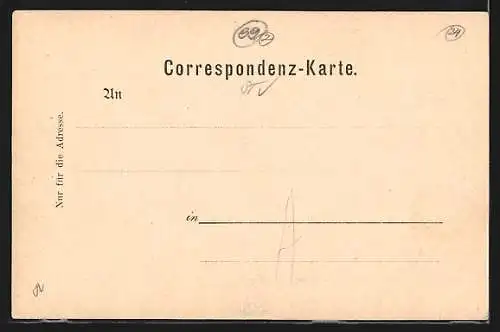 Correspondenz-Karte.
An
Nur für die Adresse.
in